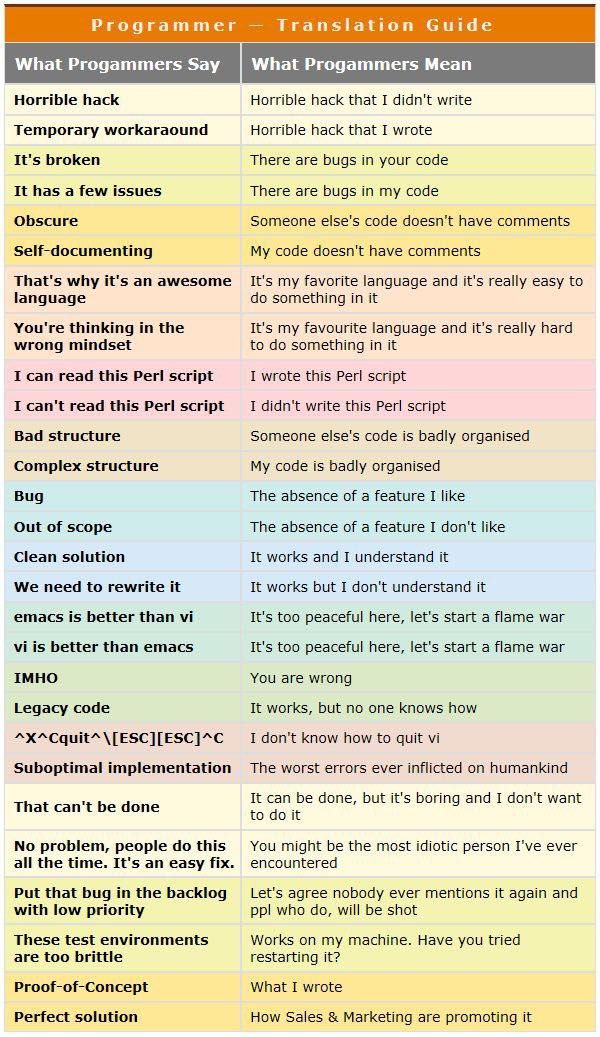 Programmer — Translation Guide
What Progammers Say What Progammers Mean
Horrible hack Horrible hack that I didn't write
Temporary workaraound Horrible hack that I wrote
It's broken There are bugs in your code
It has a few issues There are bugs in my code
Obscure Someone else's code doesn't have comments
Self-documenting My code doesn't have comments
That's why it's an awesome
language
It's my favorite language and it's really easy to
do something in it
You're thinking in the
wrong mindset
It's my favourite language and it's really hard
to do something in it
I can read this Perl script I wrote this Perl script
I can't read this Perl script I didn't write this Perl script
Bad structure Someone else's code is badly organised
Complex structure My code is badly organised
Bug The absence of a feature I like
Out of scope The absence of a feature I don't like
Clean solution It works and I understand it
We need to rewrite it It works but I don't understand it
emacs is better than vi It's too peaceful here, let's start a flame war
vi is better than emacs It's too peaceful here, let's start a flame war
IMHO You are wrong
Legacy code It works, but no one knows how
^X^Cquit^\[ESC][ESC]^C I don't know how to quit vi
Suboptimal implementation The worst errors ever inflicted on humankind
That can't be done
It can be done, but it's boring and I don't want
to do it
No problem, people do this
all the time. It's an easy fix.
You might be the most idiotic person I've ever
encountered
Put that bug in the backlog
with low priority
Let's agree nobody ever mentions it again and
ppl who do, will be shot
These test environments
are too brittle
Works on my machine. Have you tried
restarting it?
Proof-of-Concept What I wrote
Perfect solution How Sales & Marketing are promoting it